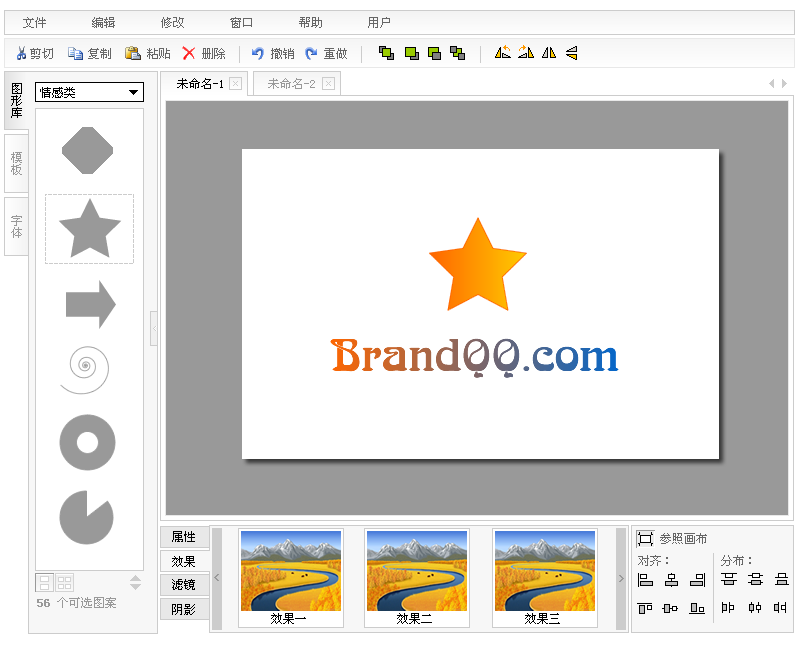 文件 编辑 修改 窗口 帮助 用户
剪切 复制 粘贴 删除 撤销 重做
图形库
模板
字体
情感类
未命名-1 未命名-2
BrandQQ.com
56 个可选图案
属性
效果
滤镜
阴影
效果一 效果二 效果三
参照画布
对齐： 分布：